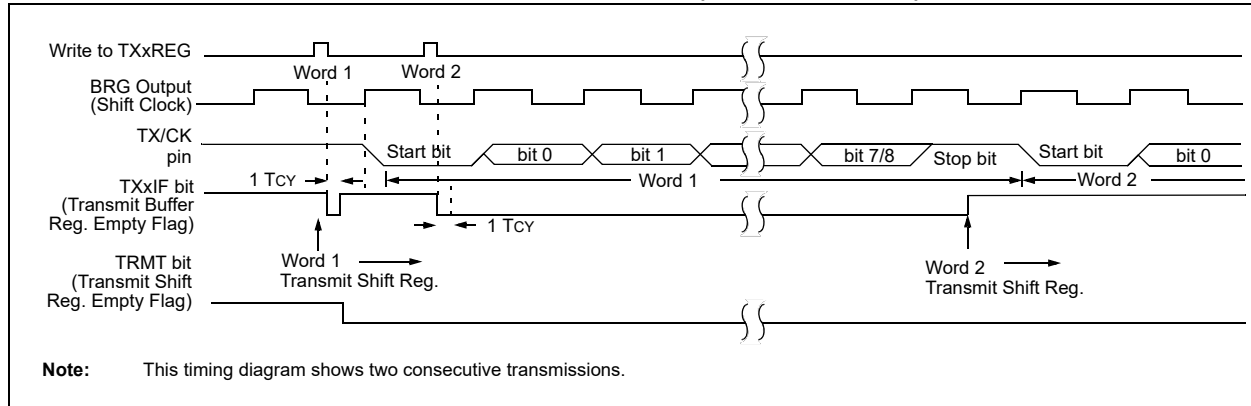 Write to TXxREG
Word 1
Word 2
BRG Output
(Shift Clock)
TX/CK
pin
Start bit
bit 0
bit 1
bit 7/8
Stop bit
Start bit
bit 0
1 TCY
Word 1
Word 2
TXxIF bit
(Transmit Buffer
Reg. Empty Flag)
1 TCY
Word 1
Transmit Shift Reg.
Word 2
Transmit Shift Reg.
TRMT bit
(Transmit Shift
Reg. Empty Flag)
Note: This timing diagram shows two consecutive transmissions.